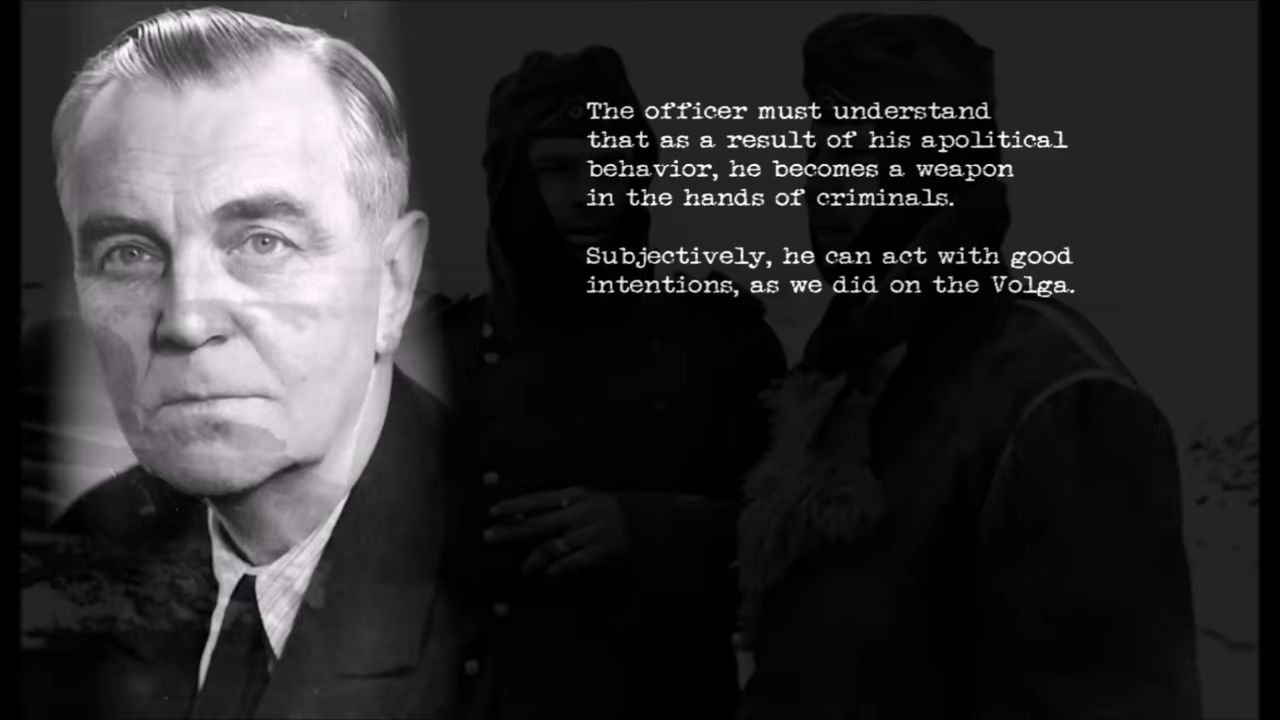 The officer must understand
that as a result of his apolitical
behavior, he becomes a weapon
in the hands of criminals.
Subjectively, he can act with good
intentions, as we did on the Volga.